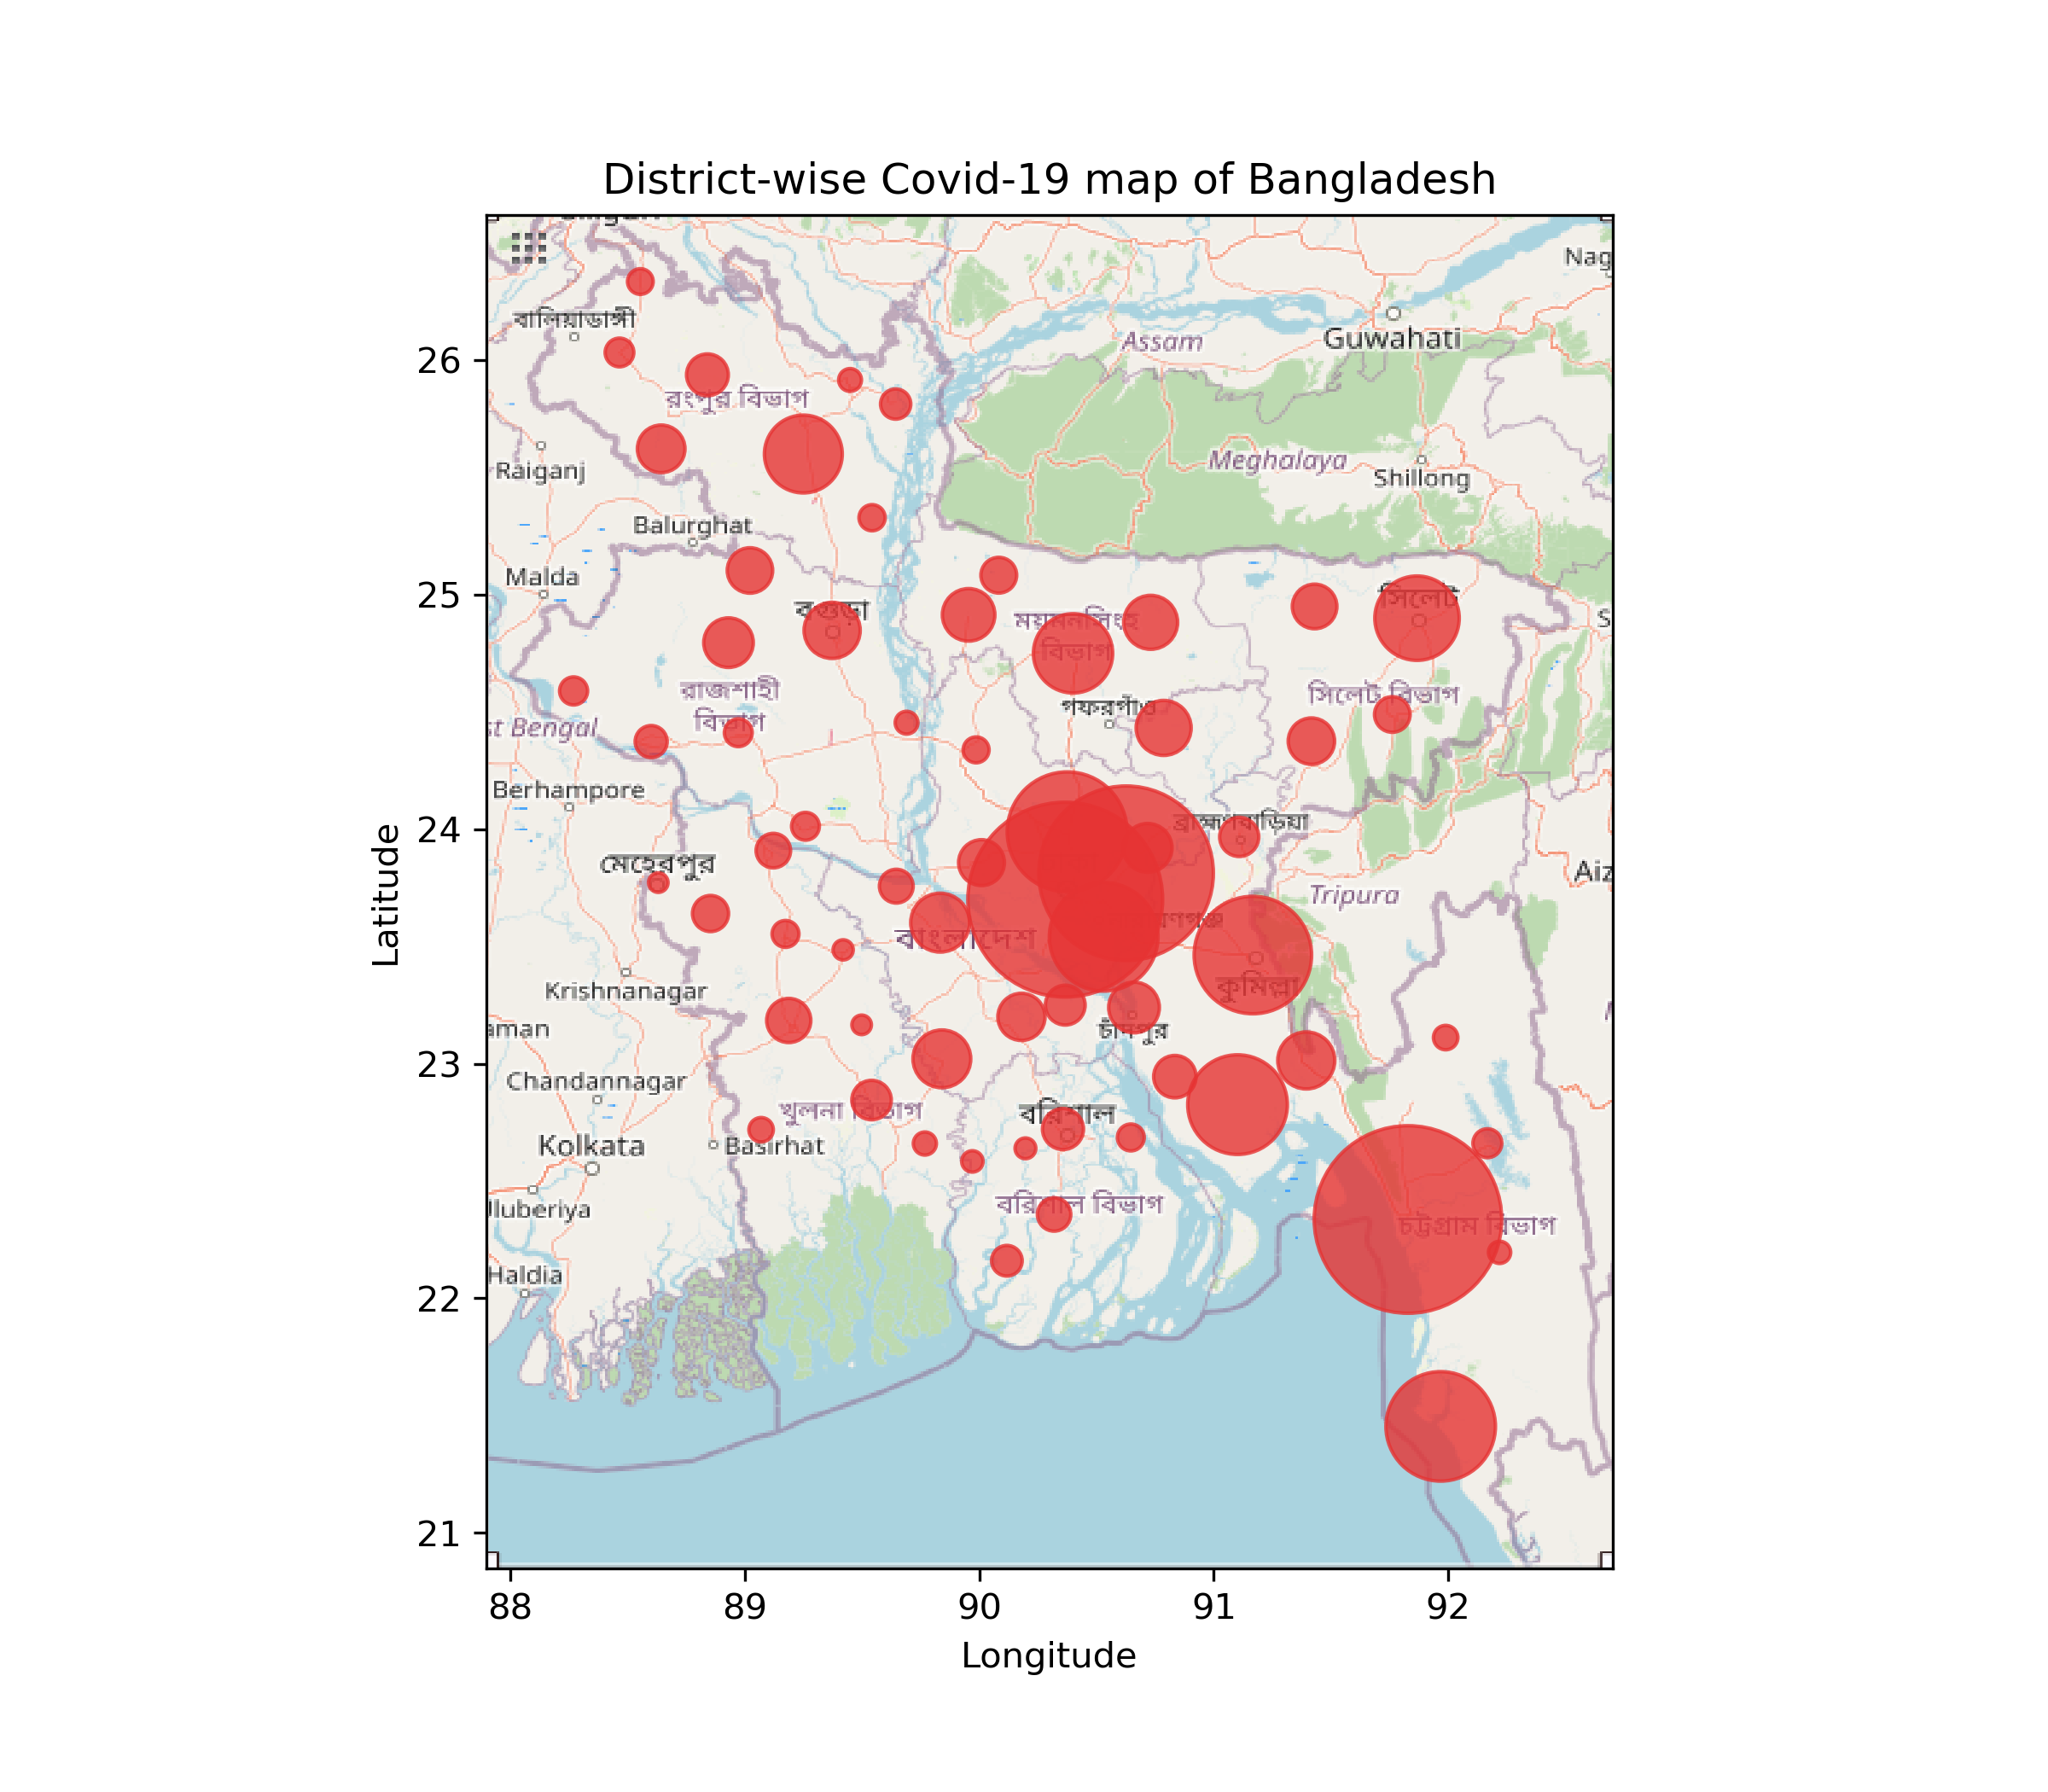 District-wise Covid-19 map of Bangladesh
Nag
বালিয়াডাঙ্গী
Guwahati
Assam
26
রংপুর বিভাগ
Raiganj
Meghalaya
Shillong
Balurghat
Malda
25
বগুড়া
সিলেট
ময়মনসিংহ
বিভাগ
S
রাজশাহী
বিভাগ
সিলেট বিভাগ
গফরগাঁও
st Bengal
Berhampore
24
ব্রাহ্মণবাড়িয়া
মেহেরপুর
Aiz
Tripura
Latitude
বাংলাদেশ
রণগঞ্জ
Krishnanagar
কুমিল্লা
aman
চাঁদপুর
23
Chandannagar
খুলনা বিভাগ
বরিশাল
Kolkata
Basirhat
বরিশাল বিভাগ
Uluberiya
চট্টগ্রাম বিভাগ
Haldia
22
21
88 89 90 91 92
Longitude